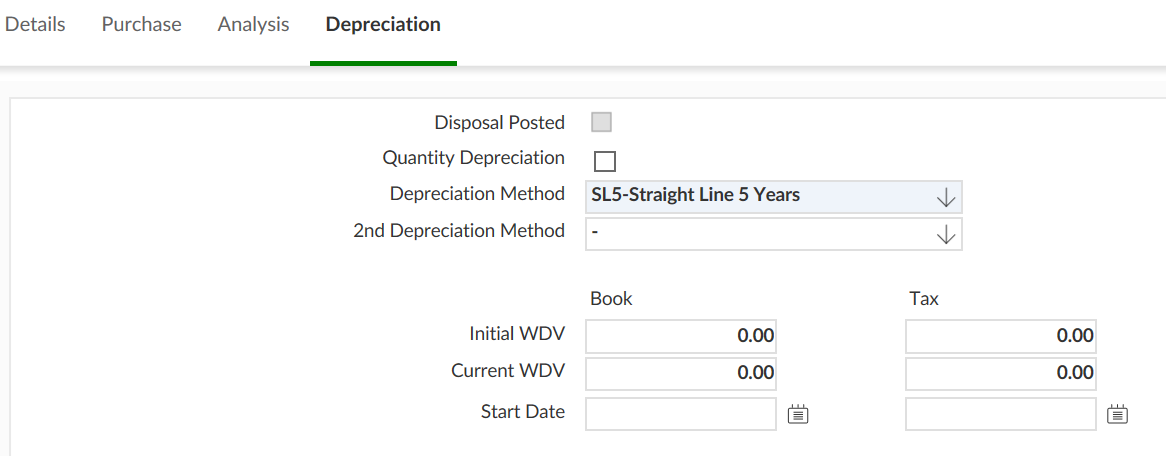 Details Purchase Analysis Depreciation
Disposal Posted
Quantity Depreciation
Depreciation Method SL5-Straight Line 5 Years
2nd Depreciation Method -
Book Tax
Initial WDV 0.00 0.00
Current WDV 0.00 0.00
Start Date